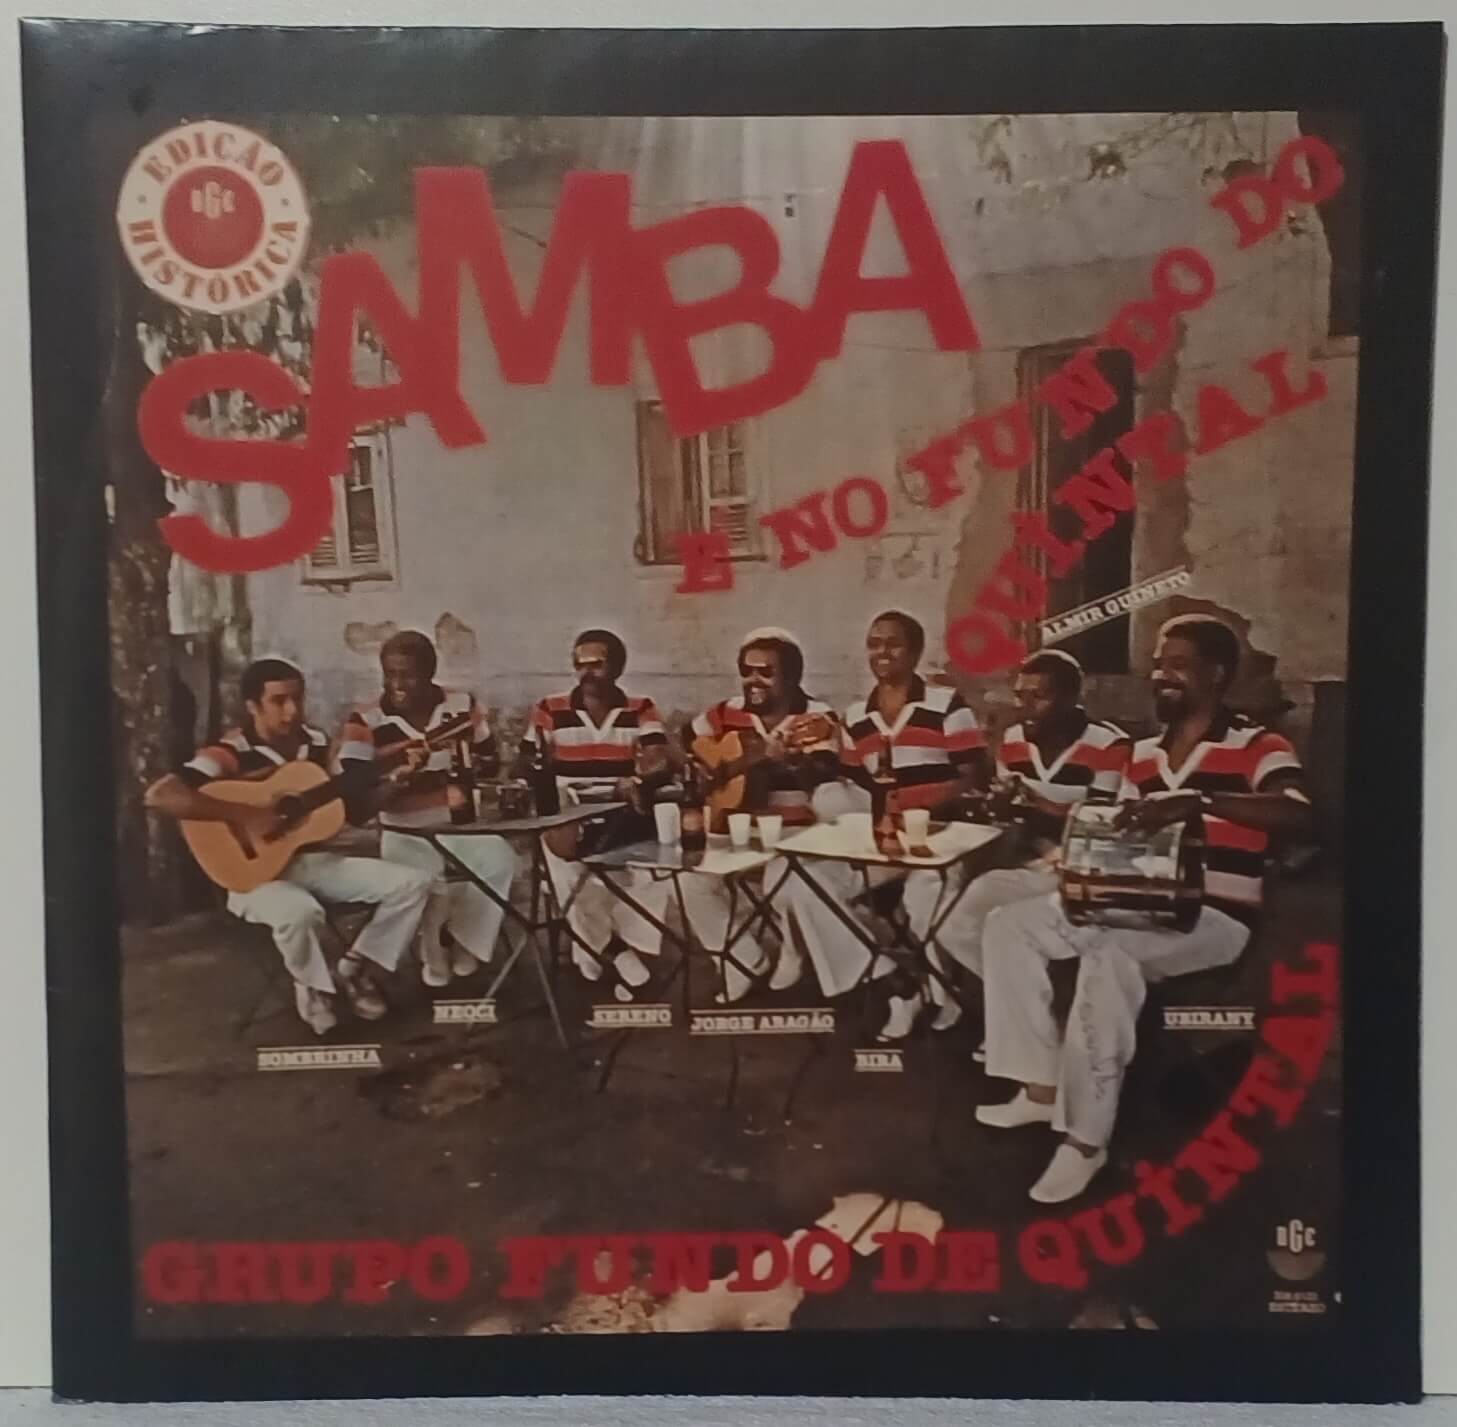 EDIÇÃO
RGE
HISTÓRICA
SAMBA
E NO FUNDO DO
QUINTAL
ALMIR GUINETO
NEOCI
SERENO
JORGE ARAGÃO
UBIRANY
SOMBRINHA
BIRA
GRUPO FUNDO DE QUINTAL
RGE
ESTÉREO